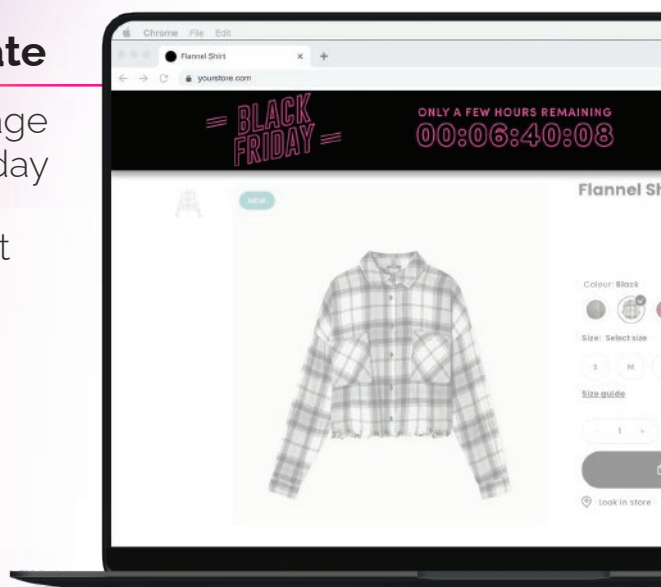 ate
age
day
t
Chrome File Edit
Flannel Shirt × +
yourstore.com
BLACK
FRIDAY
ONLY A FEW HOURS REMAINING
00:06:40:08
NEW
Flannel Sh
Colour: Black
Size: Select size
S M
Size guide
- 1 +
Look in store